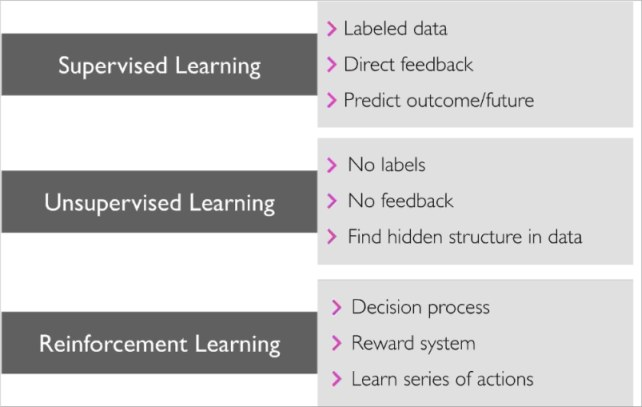 Supervised Learning
Labeled data
Direct feedback
Predict outcome/future
Unsupervised Learning
No labels
No feedback
Find hidden structure in data
Reinforcement Learning
Decision process
Reward system
Learn series of actions